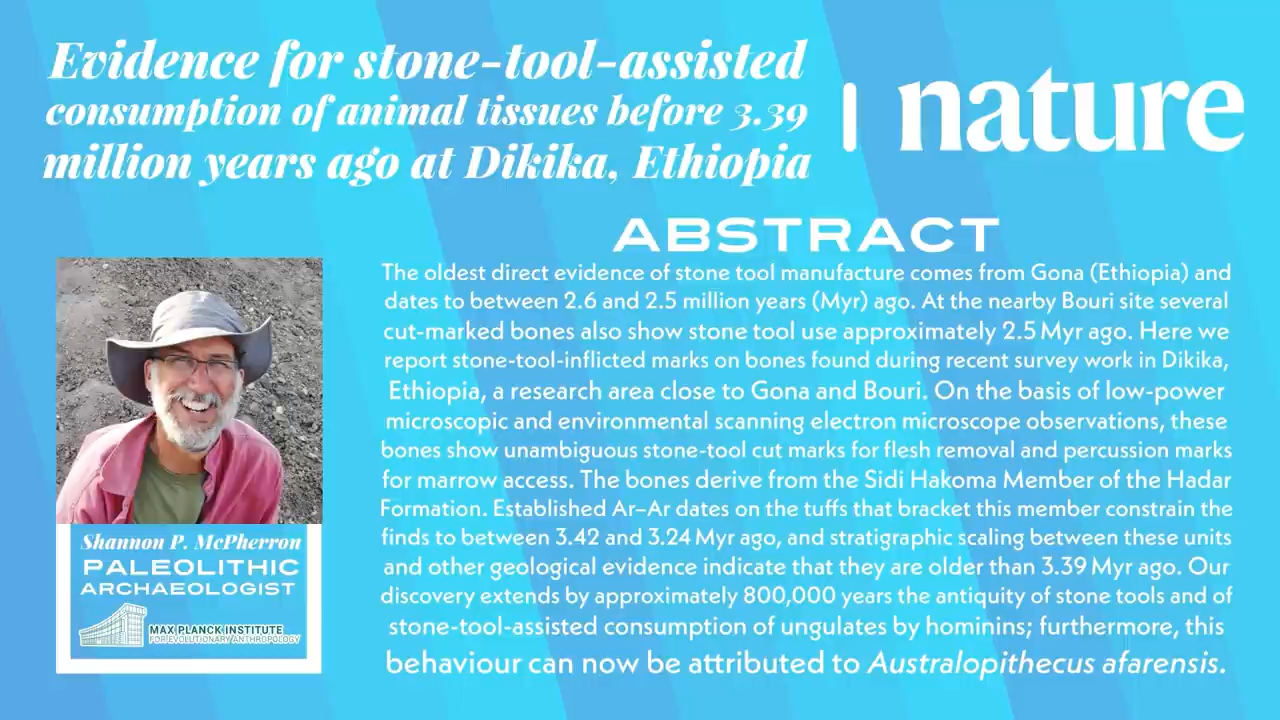 Evidence for stone-tool-assisted
consumption of animal tissues before 3.39
million years ago at Dikika, Ethiopia
| nature
ABSTRACT
The oldest direct evidence of stone tool manufacture comes from Gona (Ethiopia) and
dates to between 2.6 and 2.5 million years (Myr) ago. At the nearby Bouri site several
cut-marked bones also show stone tool use approximately 2.5 Myr ago. Here we
report stone-tool-inflicted marks on bones found during recent survey work in Dikika,
Ethiopia, a research area close to Gona and Bouri. On the basis of low-power
microscopic and environmental scanning electron microscope observations, these
bones show unambiguous stone-tool cut marks for flesh removal and percussion marks
for marrow access. The bones derive from the Sidi Hakoma Member of the Hadar
Formation. Established Ar–Ar dates on the tuffs that bracket this member constrain the
finds to between 3.42 and 3.24 Myr ago, and stratigraphic scaling between these units
and other geological evidence indicate that they are older than 3.39 Myr ago. Our
discovery extends by approximately 800,000 years the antiquity of stone tools and of
stone-tool-assisted consumption of ungulates by hominins; furthermore, this
behaviour can now be attributed to Australopithecus afarensis.
Shannon P. McPherron
PALEOLITHIC
ARCHAEOLOGIST
MAX PLANCK INSTITUTE
FOR EVOLUTIONARY ANTHROPOLOGY